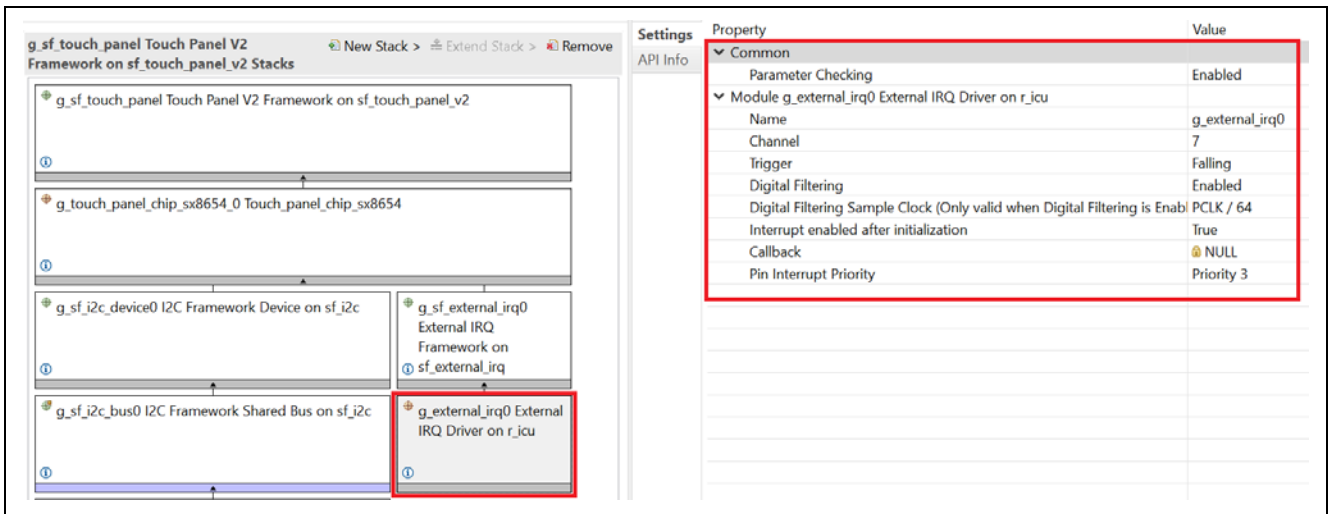 g_sf_touch_panel Touch Panel V2
Framework on sf_touch_panel_v2 Stacks
New Stack > Extend Stack > Remove
g_sf_touch_panel Touch Panel V2 Framework on sf_touch_panel_v2
g_touch_panel_chip_sx8654_0 Touch_panel_chip_sx8654
g_sf_i2c_device0 I2C Framework Device on sf_i2c
g_sf_external_irq0
External IRQ
Framework on
sf_external_irq
g_sf_i2c_bus0 I2C Framework Shared Bus on sf_i2c
g_external_irq0 External
IRQ Driver on r_icu
Settings
API Info
Property Value
Common
Parameter Checking Enabled
Module g_external_irq0 External IRQ Driver on r_icu
Name g_external_irq0
Channel 7
Trigger Falling
Digital Filtering Enabled
Digital Filtering Sample Clock (Only valid when Digital Filtering is Enabl PCLK / 64
Interrupt enabled after initialization True
Callback NULL
Pin Interrupt Priority Priority 3